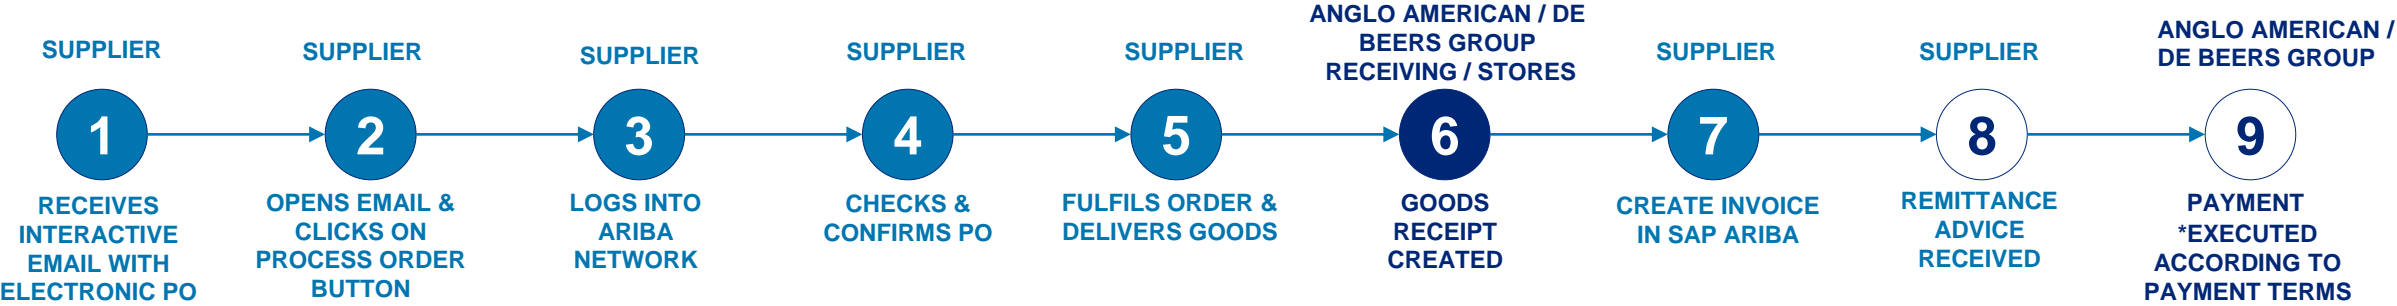 SUPPLIER
1
RECEIVES
INTERACTIVE
EMAIL WITH
ELECTRONIC PO
SUPPLIER
2
OPENS EMAIL &
CLICKS ON
PROCESS ORDER
BUTTON
SUPPLIER
3
LOGS INTO
ARIBA
NETWORK
SUPPLIER
4
CHECKS &
CONFIRMS PO
SUPPLIER
5
FULFILS ORDER &
DELIVERS GOODS
ANGLO AMERICAN / DE
BEERS GROUP
RECEIVING / STORES
6
GOODS
RECEIPT
CREATED
SUPPLIER
7
CREATE INVOICE
IN SAP ARIBA
SUPPLIER
8
REMITTANCE
ADVICE
RECEIVED
ANGLO AMERICAN /
DE BEERS GROUP
9
PAYMENT
*EXECUTED
ACCORDING TO
PAYMENT TERMS